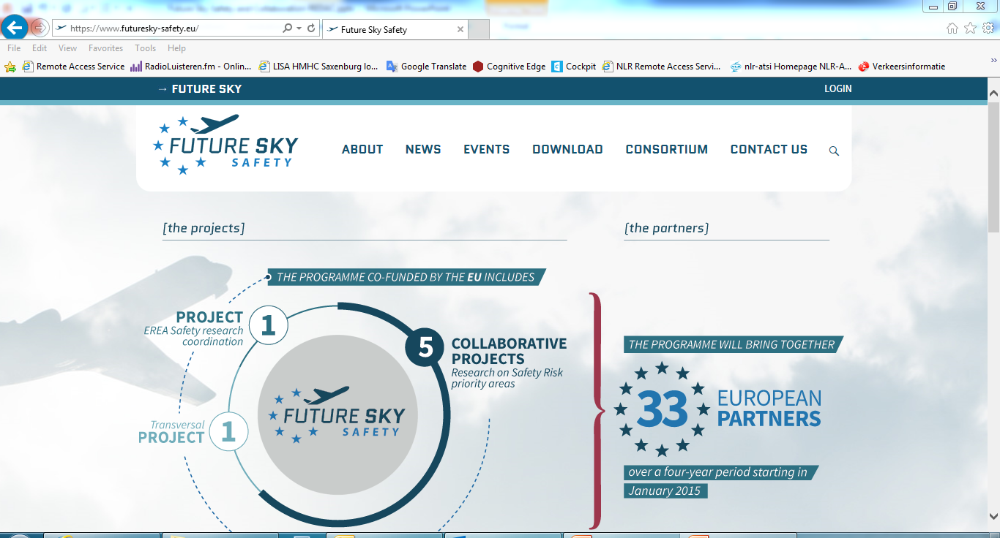 https://www.futuresky-safety.eu/
Future Sky Safety
File Edit View Favorites Tools Help
Remote Access Service RadioLuisteren.fm - Onlin... LISA HMHC Saxenburg lo... Google Translate Cognitive Edge Cockpit NLR Remote Access Servi... nlr-atsi Homepage NLR-A... Verkeersinformatie
→ FUTURE SKY LOGIN
FUTURE SKY
SAFETY
ABOUT NEWS EVENTS DOWNLOAD CONSORTIUM CONTACT US
[the projects]
THE PROGRAMME CO-FUNDED BY THE EU INCLUDES
PROJECT
EREA Safety research
coordination
1
5
COLLABORATIVE
PROJECTS
Research on Safety Risk
priority areas
FUTURE SKY
SAFETY
Transversal
PROJECT
1
[the partners]
THE PROGRAMME WILL BRING TOGETHER
33
EUROPEAN
PARTNERS
over a four-year period starting in
January 2015